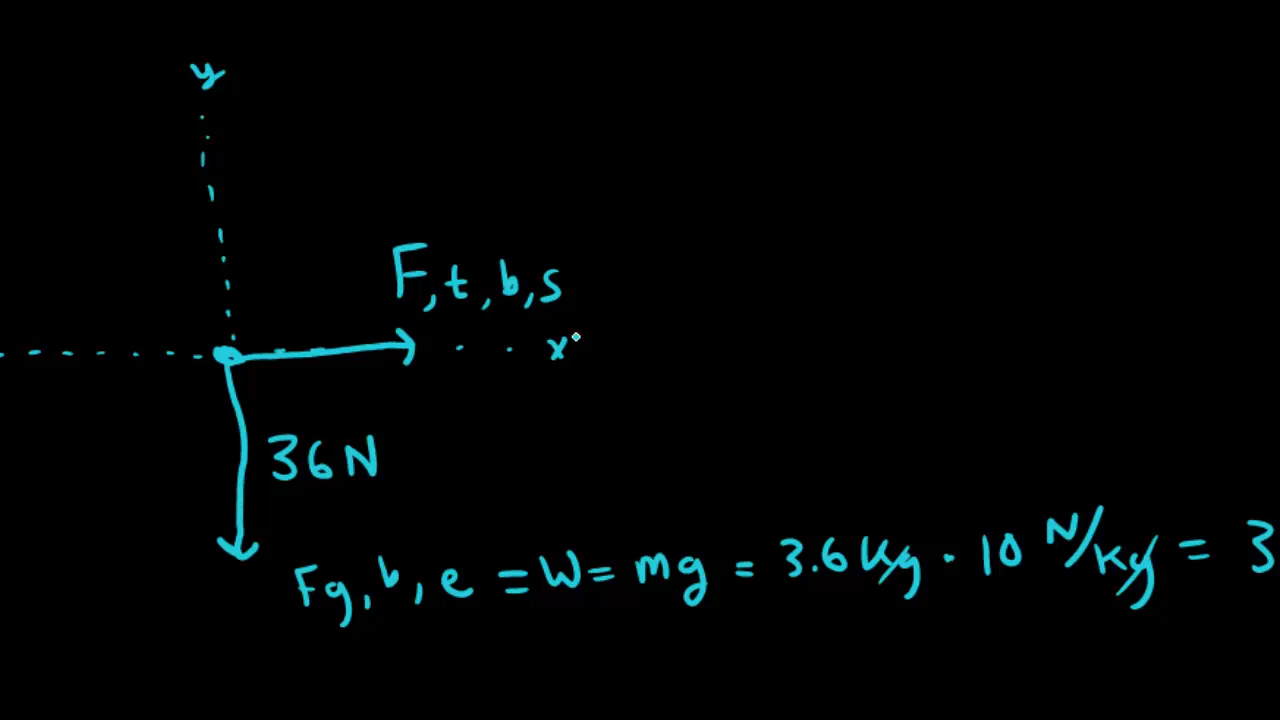 y
F,t,b,s
x
36N
Fg,b,e = W = mg = 3.6 Kg · 10 N/Kg = 3